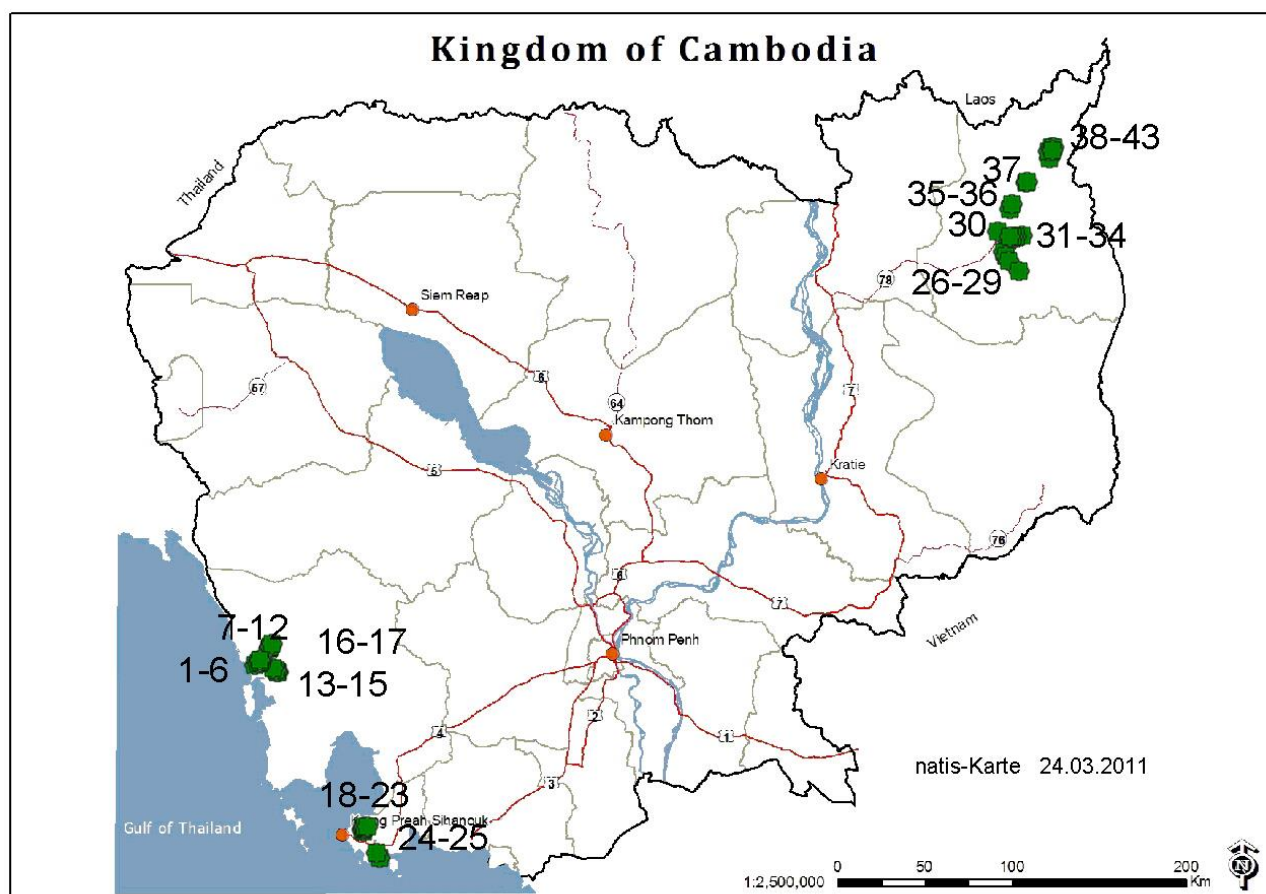 Kingdom of Cambodia
Laos
38-43
Thailand
37
35-36
30
31-34
78
26-29
Siem Reap
6
57
64
7
Kampong Thom
5
Kratie
76
6
7
Vietnam
7-12
16-17
Phnom Penh
1-6
13-15
2
4
1
natis-Karte 24.03.2011
3
18-23
Preah Sihanouk
Gulf of Thailand
24-25
1:2,500,000
0 50 100 200
Km
N